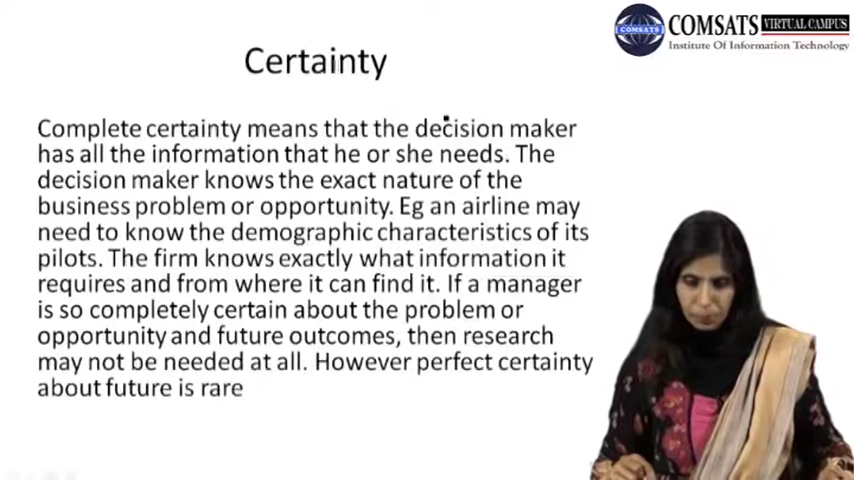 COMSATS
COMSATS VIRTUAL CAMPUS
Institute Of Information Technology
Certainty
Complete certainty means that the decision maker
has all the information that he or she needs. The
decision maker knows the exact nature of the
business problem or opportunity. Eg an airline may
need to know the demographic characteristics of its
pilots. The firm knows exactly what information it
requires and from where it can find it. If a manager
is so completely certain about the problem or
opportunity and future outcomes, then research
may not be needed at all. However perfect certainty
about future is rare